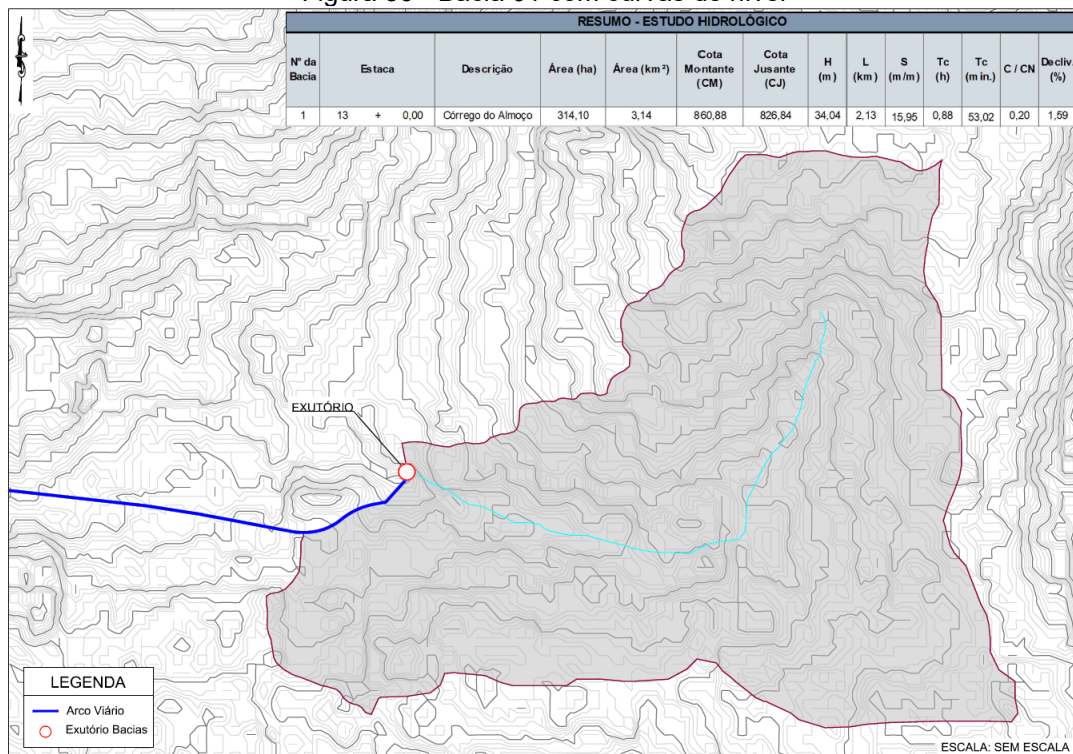 RESUMO - ESTUDO HIDROLÓGICO
Nº da Bacia Estaca Descrição Área (ha) Área (km²) Cota Montante (CM) Cota Jusante (CJ) H (m) L (km) S (m/m) Tc (h) Tc (min.) C / CN Decliv. (%)
1 13 + 0,00 Córrego do Almoço 314,10 3,14 860,88 826,84 34,04 2,13 15,95 0,88 53,02 0,20 1,59
EXUTÓRIO
LEGENDA
Arco Viário
Exutório Bacias
ESCALA: SEM ESCALA